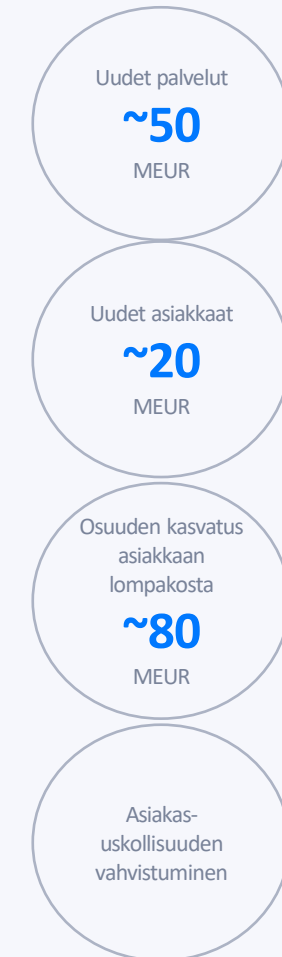 Uudet palvelut
~50
MEUR
Uudet asiakkaat
~20
MEUR
Osuuden kasvatus
asiakkaan
lompakosta
~80
MEUR
Asiakas-
uskollisuuden
vahvistuminen